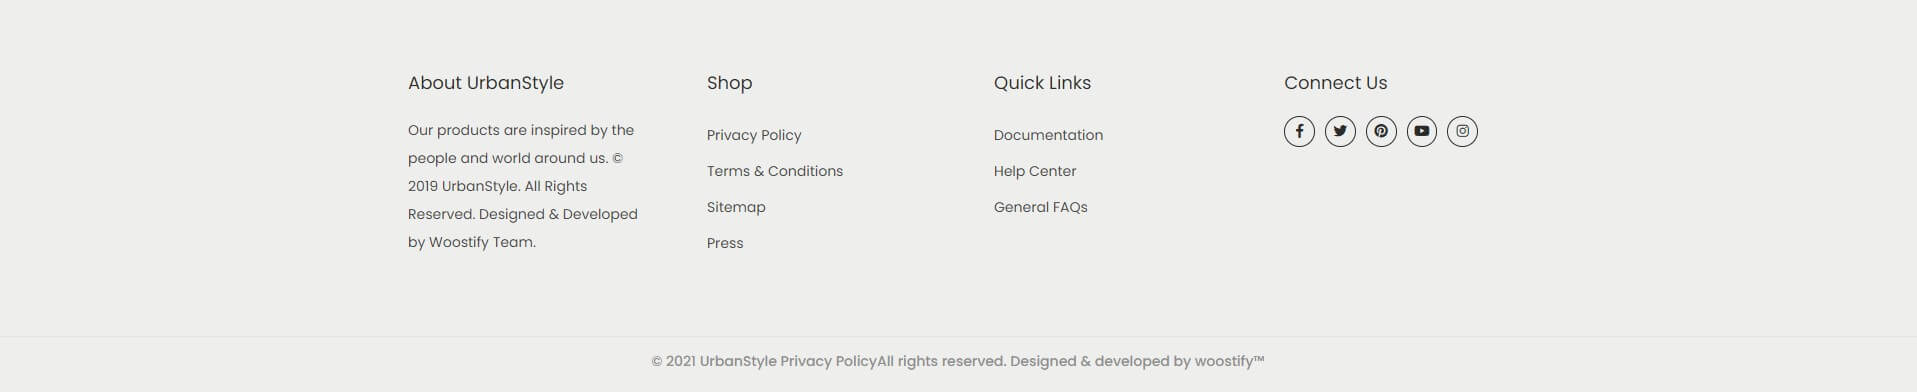 About UrbanStyle
Our products are inspired by the
people and world around us. ©
2019 UrbanStyle. All Rights
Reserved. Designed & Developed
by Woostify Team.
Shop
Privacy Policy
Terms & Conditions
Sitemap
Press
Quick Links
Documentation
Help Center
General FAQs
Connect Us
© 2021 UrbanStyle Privacy PolicyAll rights reserved. Designed & developed by woostify™